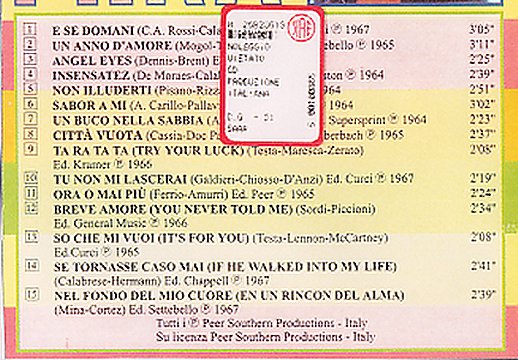 1 E SE DOMANI (C.A. Rossi-Cala ℗ 1967 3'05"
2 UN ANNO D'AMORE (Mogol-T tebello ℗ 1965 3'11"
3 ANGEL EYES (Dennis-Brent) E 2'25"
4 INSENSATEZ (De Moraes-Cala ton ℗ 1964 2'39"
5 NON ILLUDERTI (Pisano-Rizz 2'51"
6 SABOR A MI (A. Carillo-Pallav 3'02"
7 UN BUCO NELLA SABBIA (A Supersprint ℗ 1964 2'23"
8 CITTÀ VUOTA (Cassia-Doc P berbach ℗ 1965 2'37"
9 TA RA TA TA (TRY YOUR LUCK) (Testa-Maresca-Zerato) 2'08"
Ed. Kramer ℗ 1966
10 TU NON MI LASCERAI (Galdieri-Chiosso-D'Anzi) Ed. Curci ℗ 1967 2'19"
11 ORA O MAI PIÙ (Ferrio-Amurri) Ed. Peer ℗ 1965 2'24"
12 BREVE AMORE (YOU NEVER TOLD ME) (Sordi-Piccioni) 2'34"
Ed. General Music ℗ 1966
13 SO CHE MI VUOI (IT'S FOR YOU) (Testa-Lennon-McCartney) 2'08"
Ed.Curci ℗ 1965
14 SE TORNASSE CASO MAI (IF HE WALKED INTO MY LIFE) 2'41"
(Calabrese-Hermann) Ed. Chappell ℗ 1967
15 NEL FONDO DEL MIO CUORE (EN UN RINCON DEL ALMA) 2'39"
(Mina-Cortez) Ed. Settebello ℗ 1967
Tutti i ℗ Peer Southern Productions - Italy
Su licenza Peer Southern Productions - Italy
NOLEGGIO
VIETATO
CD
PRODUZIONE
ITALIANA
D.G. - DI